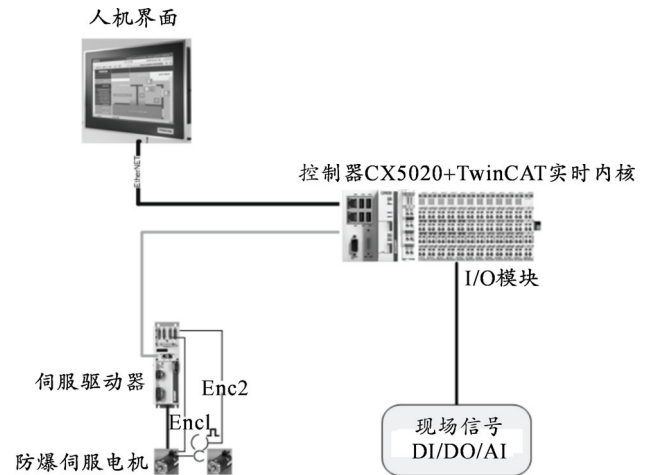 人机界面
EtherNET
控制器CX5020+TwinCAT实时内核
I/O模块
伺服驱动器
Enc2
Enc1
现场信号
DI/DO/AI
防爆伺服电机